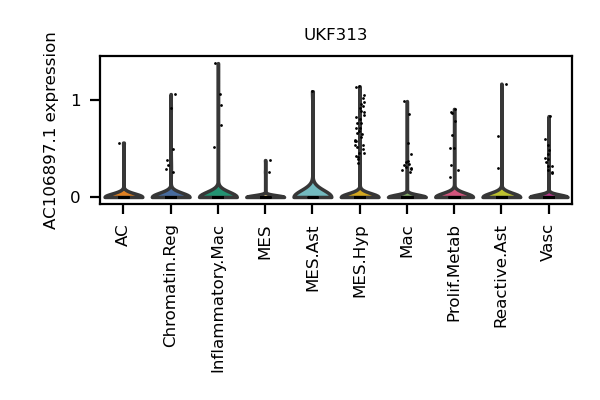 UKF313
AC106897.1 expression
1
0
AC
Chromatin.Reg
Inflammatory.Mac
MES
MES.Ast
MES.Hyp
Mac
Prolif.Metab
Reactive.Ast
Vasc